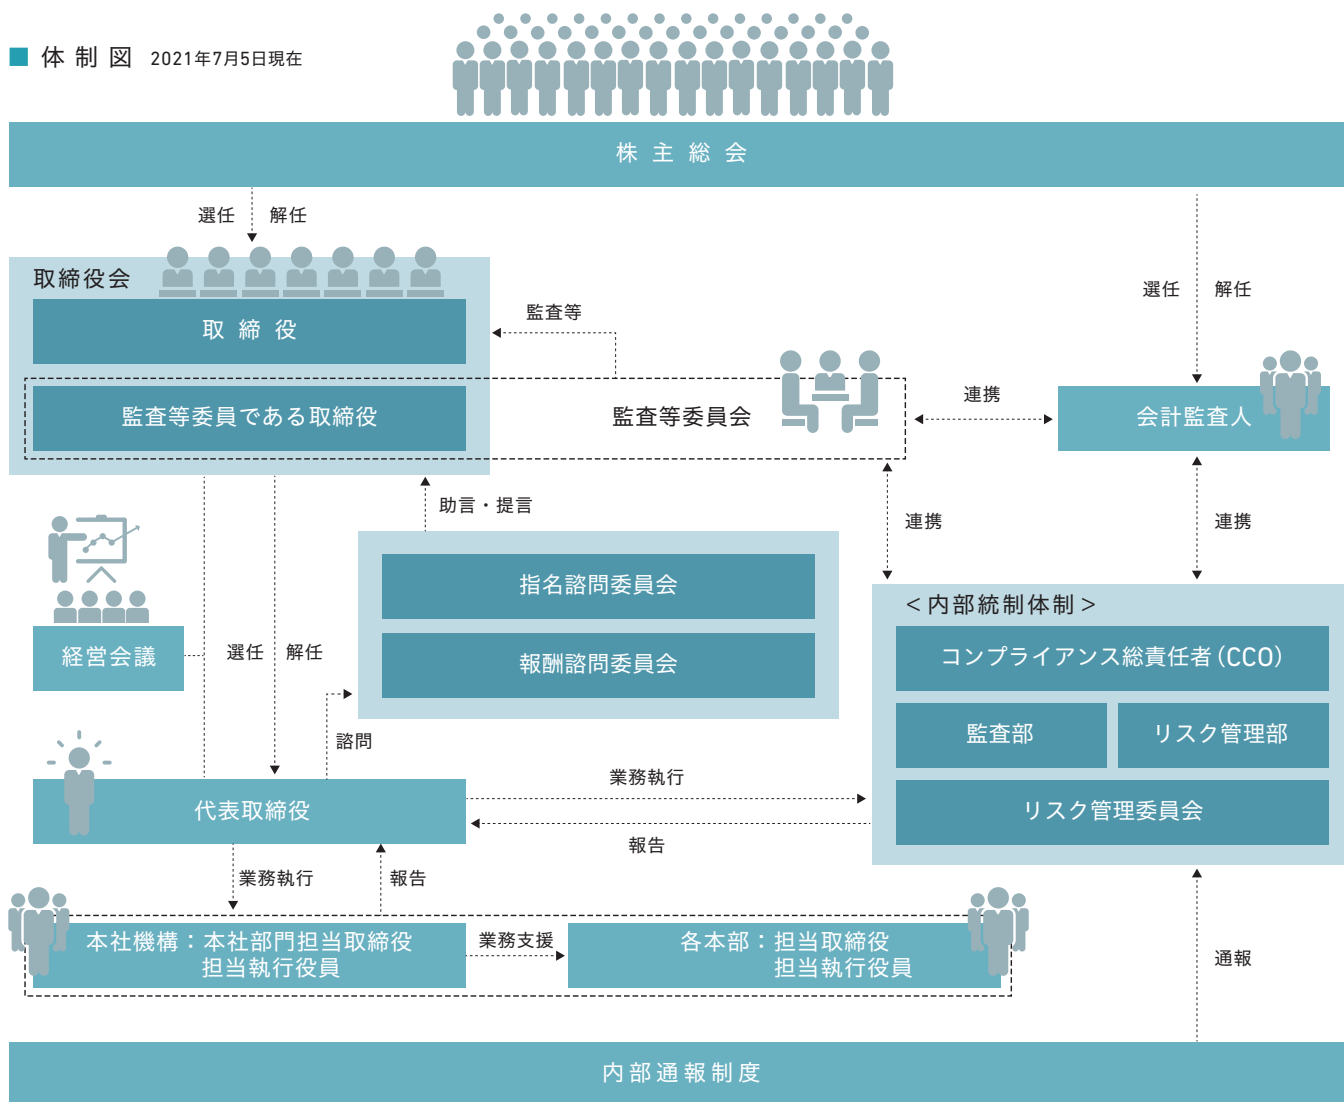 体制図 2021年7月5日現在
株主総会
選任 解任
取締役会
取締役
監査等
監査等委員である取締役
監査等委員会
連携
選任 解任
会計監査人
助言・提言
連携
連携
指名諮問委員会
報酬諮問委員会
経営会議
選任 解任
諮問
＜内部統制体制＞
コンプライアンス総責任者（CCO）
監査部
リスク管理部
リスク管理委員会
代表取締役
業務執行
報告
業務執行
報告
本社機構：本社部門担当取締役
担当執行役員
業務支援
各本部：担当取締役
担当執行役員
通報
内部通報制度